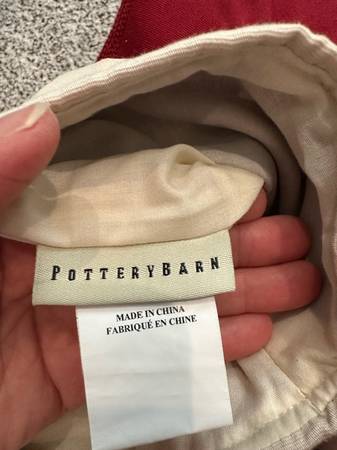 POTTERYBARN
MADE IN CHINA
FABRIQUÉ EN CHINE